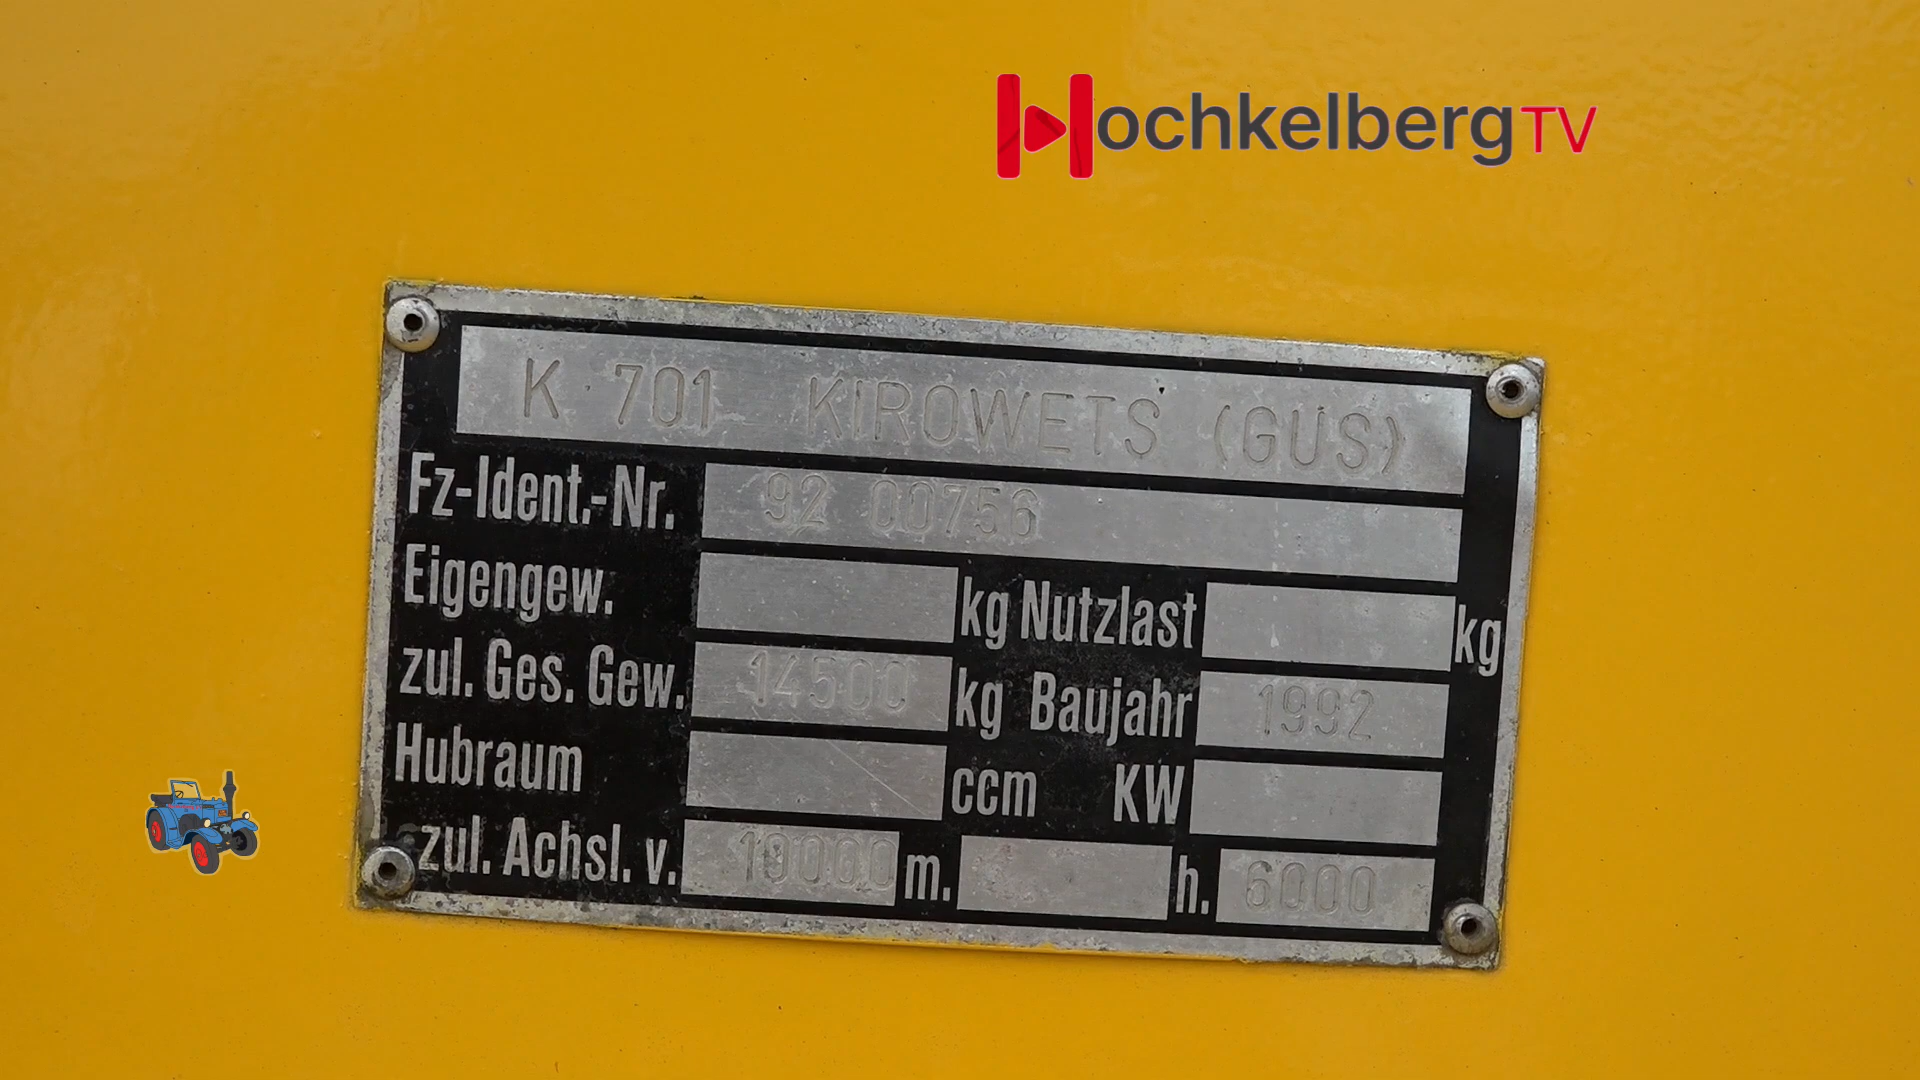 HochkelbergTV
K 701 KIROWETS (GUS)
Fz-Ident.-Nr. 92 00756
Eigengew. kg Nutzlast kg
zul. Ges. Gew. 14500 kg Baujahr 1992
Hubraum ccm KW
zul. Achsl. v. 10000 m. h. 6000